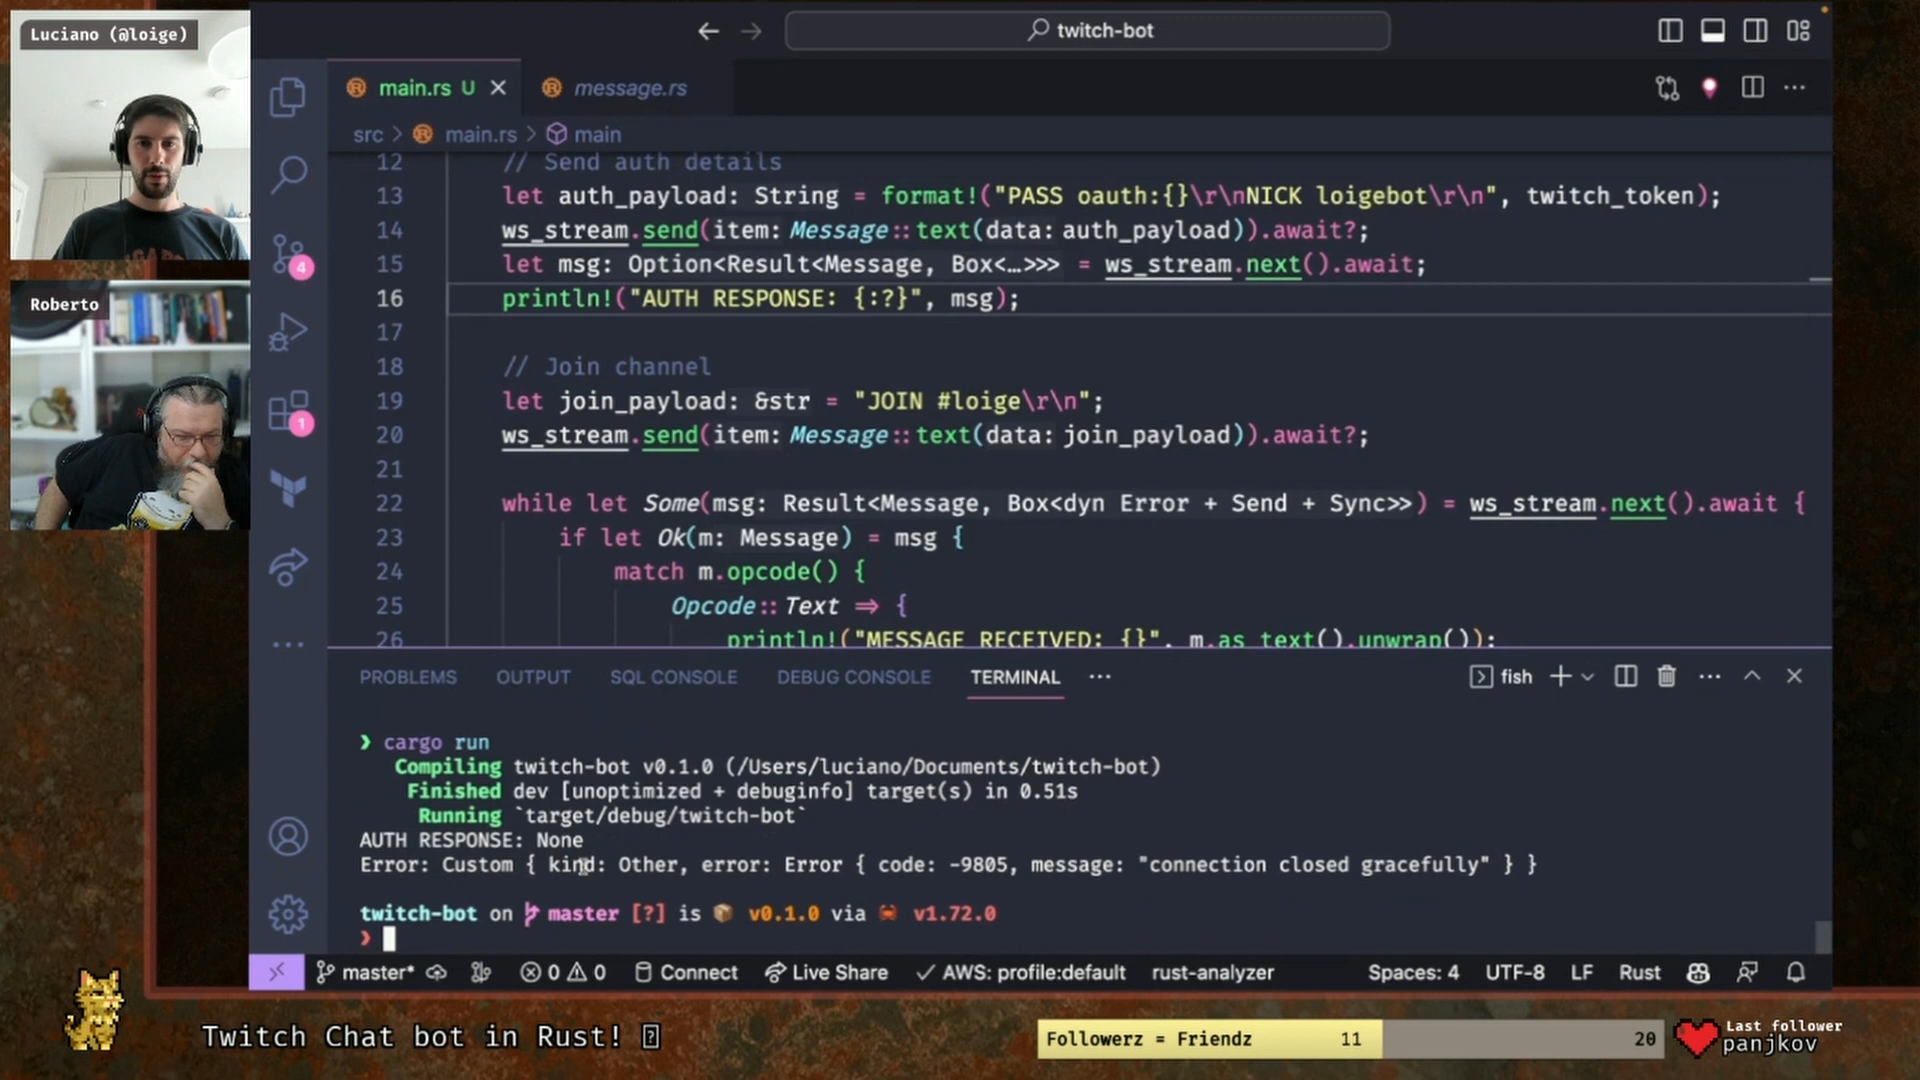 Luciano (@loige)
Roberto
twitch-bot
main.rs U
message.rs
src > main.rs > main
12 // Send auth details
13 let auth_payload: String = format!("PASS oauth:{}\r\nNICK loigebot\r\n", twitch_token);
14 ws_stream.send(item: Message::text(data: auth_payload)).await?;
15 let msg: Option<Result<Message, Box<…>>> = ws_stream.next().await;
16 println!("AUTH RESPONSE: {:?}", msg);
17
18 // Join channel
19 let join_payload: &str = "JOIN #loige\r\n";
20 ws_stream.send(item: Message::text(data: join_payload)).await?;
21
22 while let Some(msg: Result<Message, Box<dyn Error + Send + Sync>>) = ws_stream.next().await {
23 if let Ok(m: Message) = msg {
24 match m.opcode() {
25 Opcode::Text ⇒ {
26 println!("MESSAGE RECEIVED: {}", m.as_text().unwrap());
4
1
PROBLEMS OUTPUT SQL CONSOLE DEBUG CONSOLE TERMINAL ··· fish
❯ cargo run
Compiling twitch-bot v0.1.0 (/Users/luciano/Documents/twitch-bot)
Finished dev [unoptimized + debuginfo] target(s) in 0.51s
Running `target/debug/twitch-bot`
AUTH RESPONSE: None
Error: Custom { kind: Other, error: Error { code: -9805, message: "connection closed gracefully" } }
twitch-bot on master [?] is 📦 v0.1.0 via 🦀 v1.72.0
❯
master* 0 0 Connect Live Share AWS: profile:default rust-analyzer Spaces: 4 UTF-8 LF Rust
Twitch Chat bot in Rust!
Followerz = Friendz 11 20
Last follower
panjkov